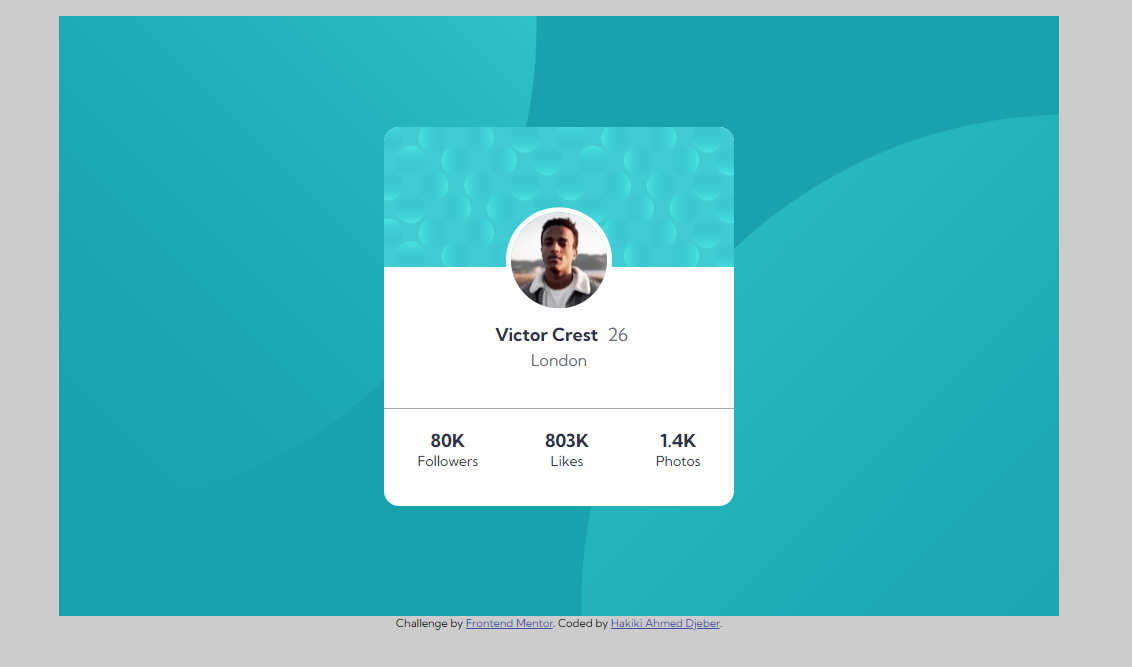 Victor Crest 26
London
80K 803K 1.4K
Followers Likes Photos
Challenge by Frontend Mentor. Coded by Hakiki Ahmed Djeber.